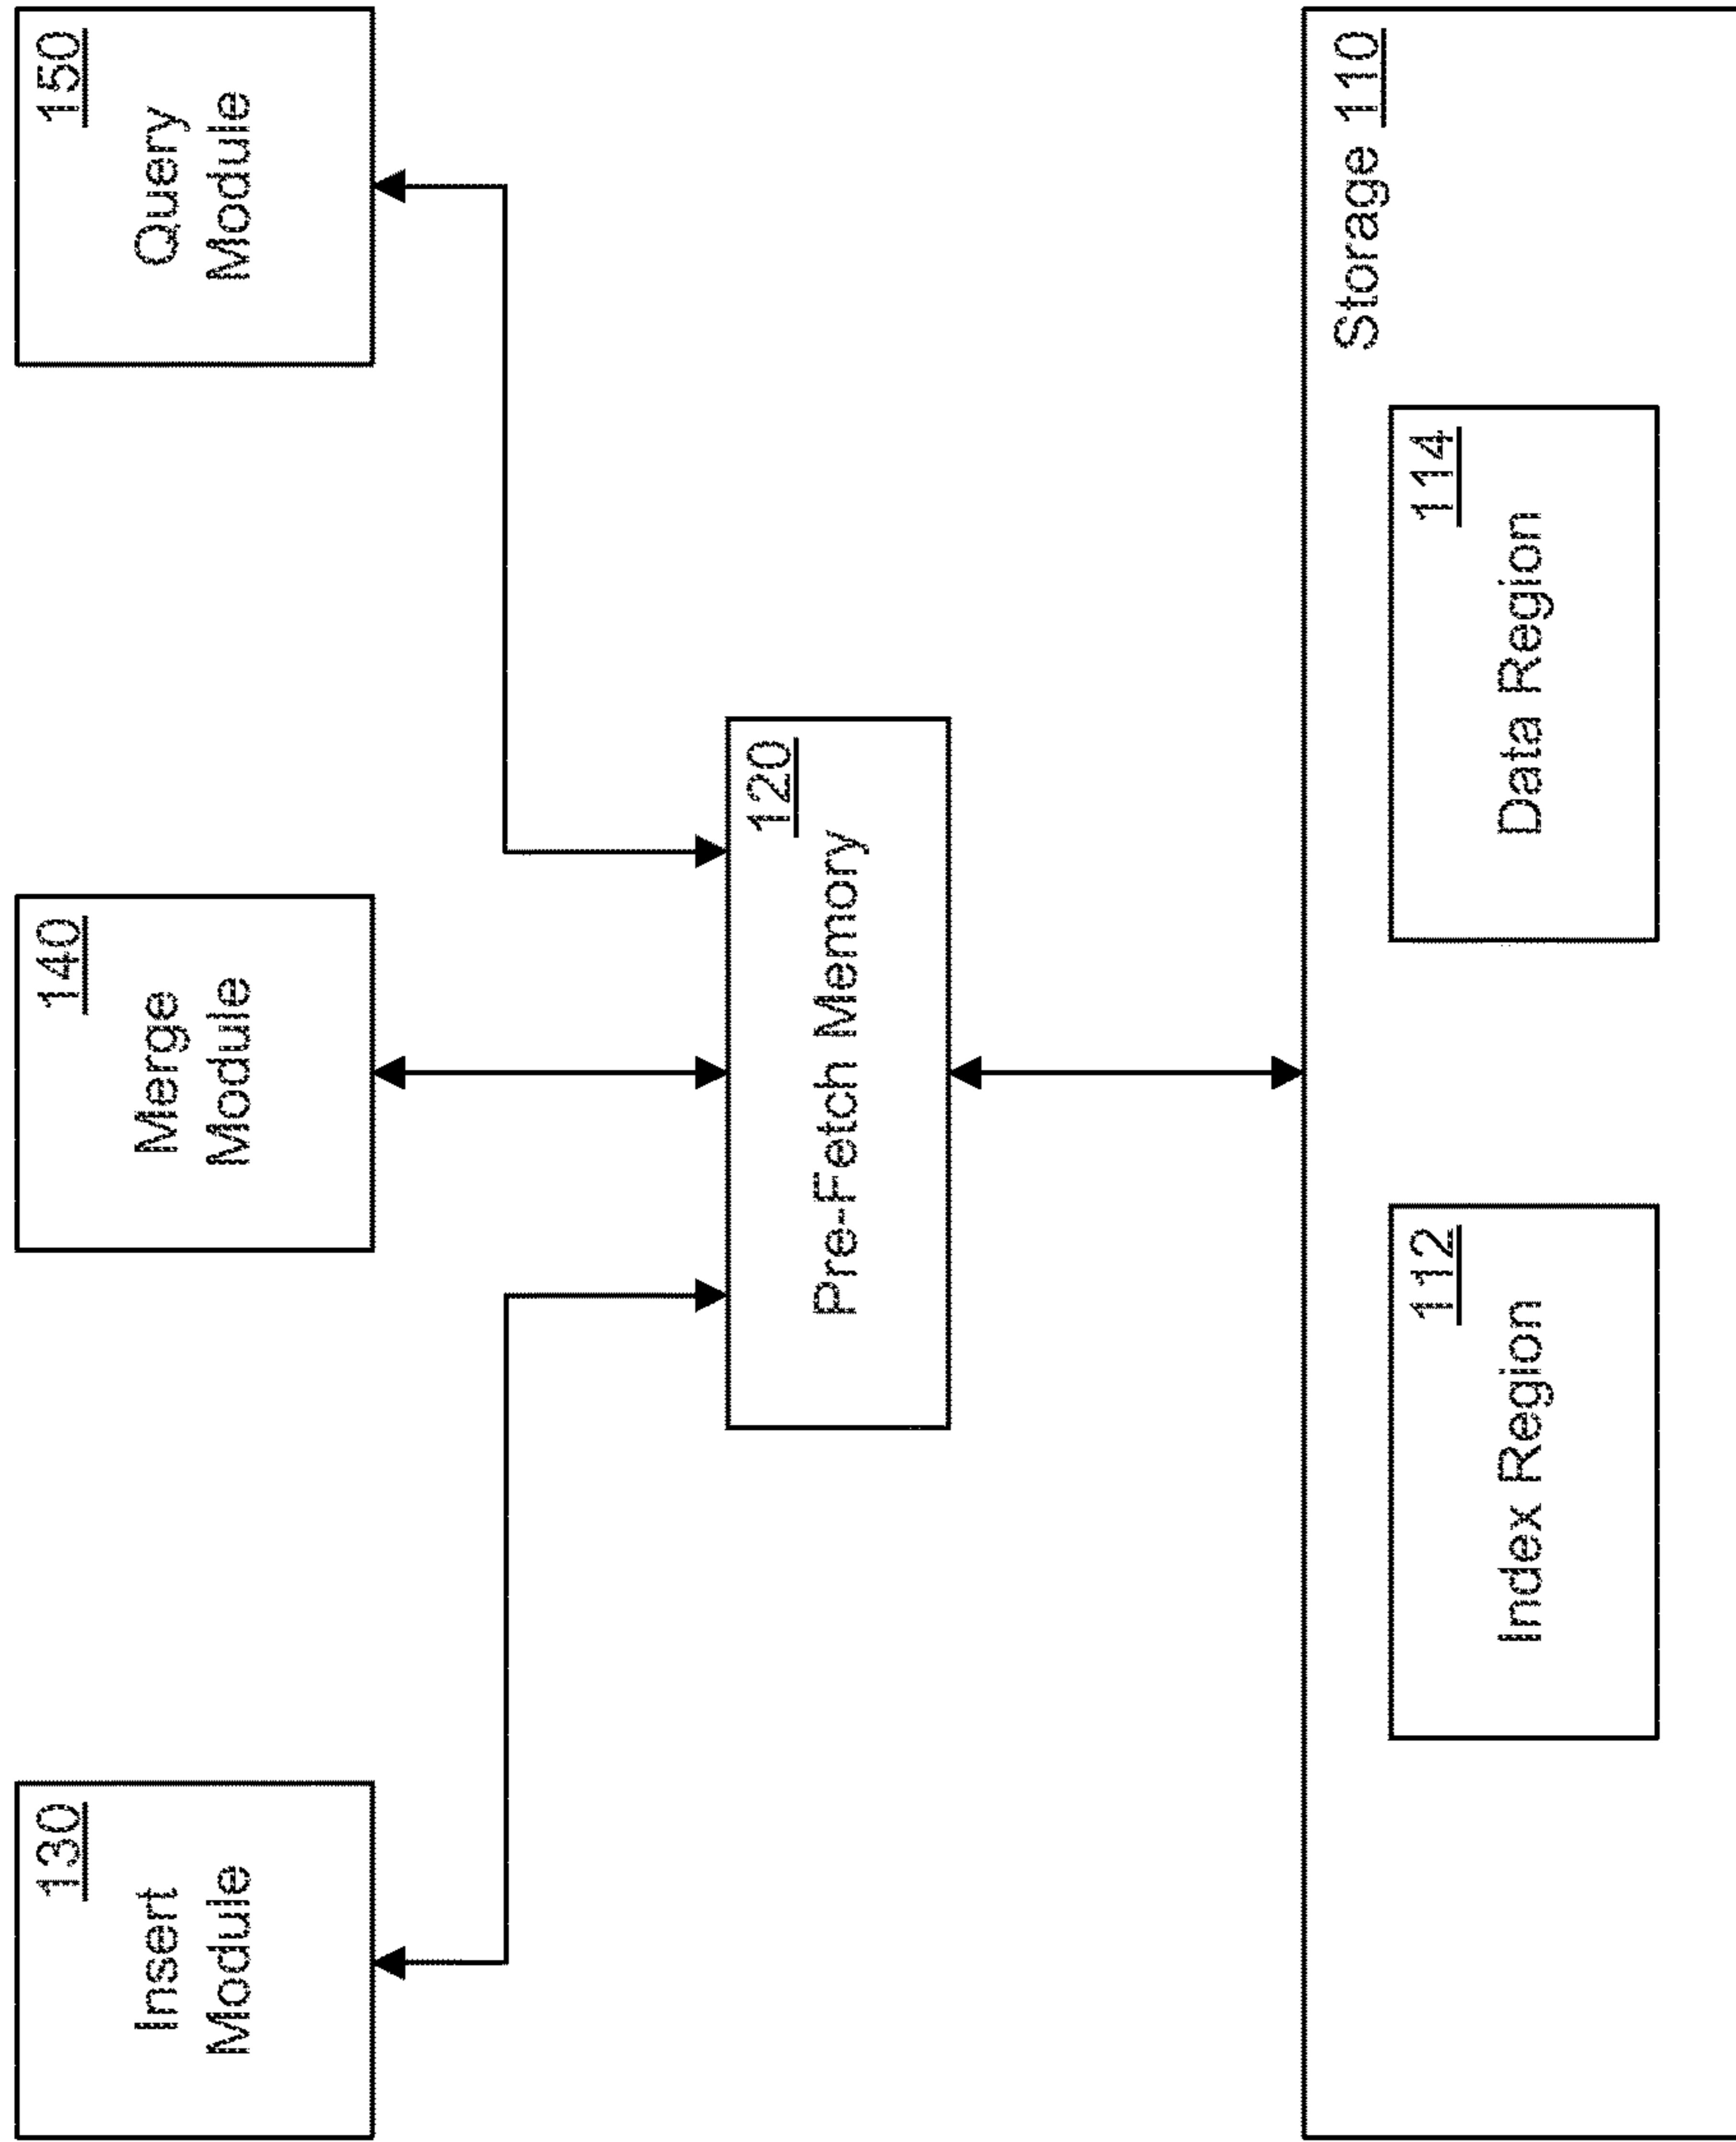 130
Insert
Module
140
Merge
Module
150
Query
Module
120
Pre-Fetch Memory
Storage 110
112
Index Region
114
Data Region